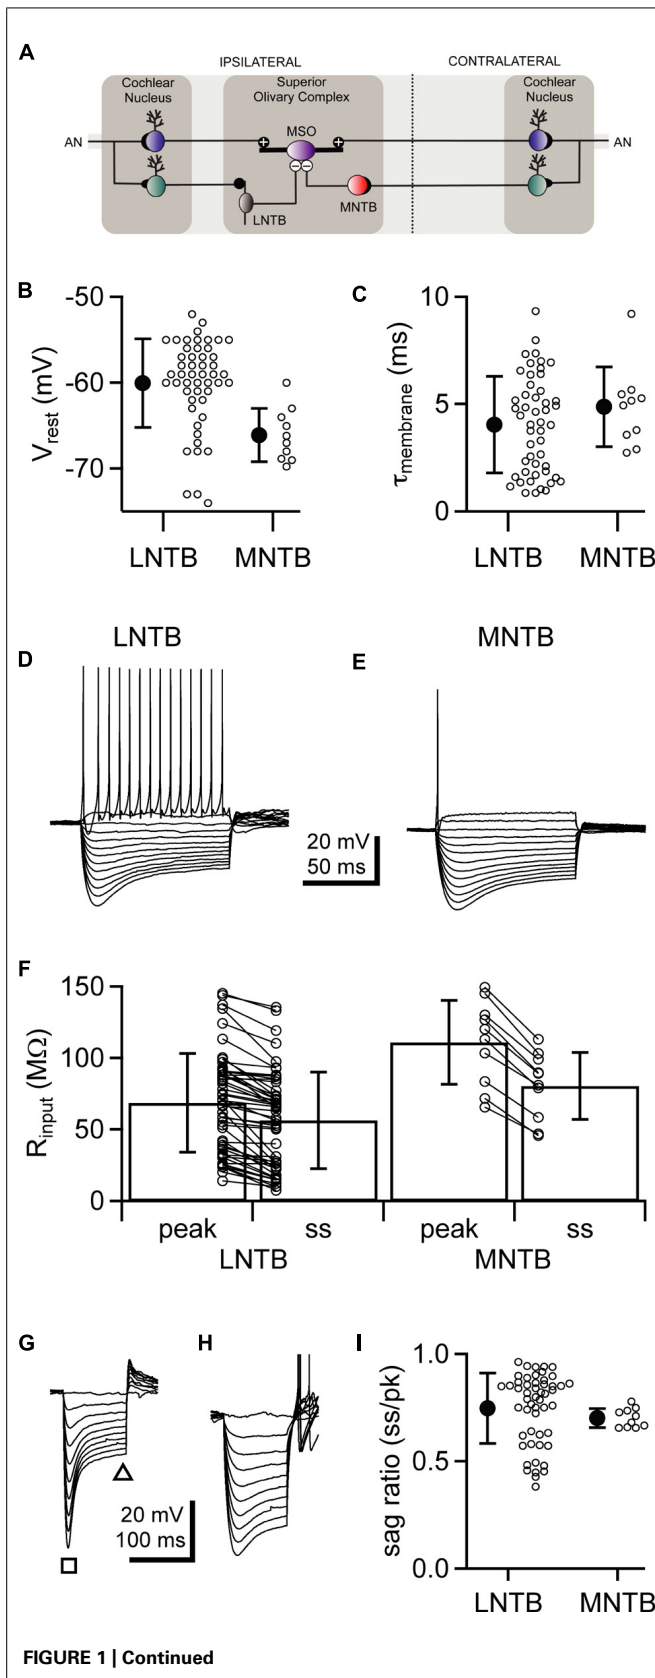 A
IPSILATERAL
CONTRALATERAL
Cochlear
Nucleus
Superior
Olivary Complex
Cochlear
Nucleus
AN
MSO
AN
LNTB
MNTB
B
-50
-60
-70
Vrest (mV)
LNTB
MNTB
C
10
5
0
τmembrane (ms)
LNTB
MNTB
LNTB
MNTB
D
E
20 mV
50 ms
F
150
100
50
0
Rinput (MΩ)
peak
ss
peak
ss
LNTB
MNTB
G
H
20 mV
100 ms
I
1.0
0.5
0.0
sag ratio (ss/pk)
LNTB
MNTB
FIGURE 1 | Continued